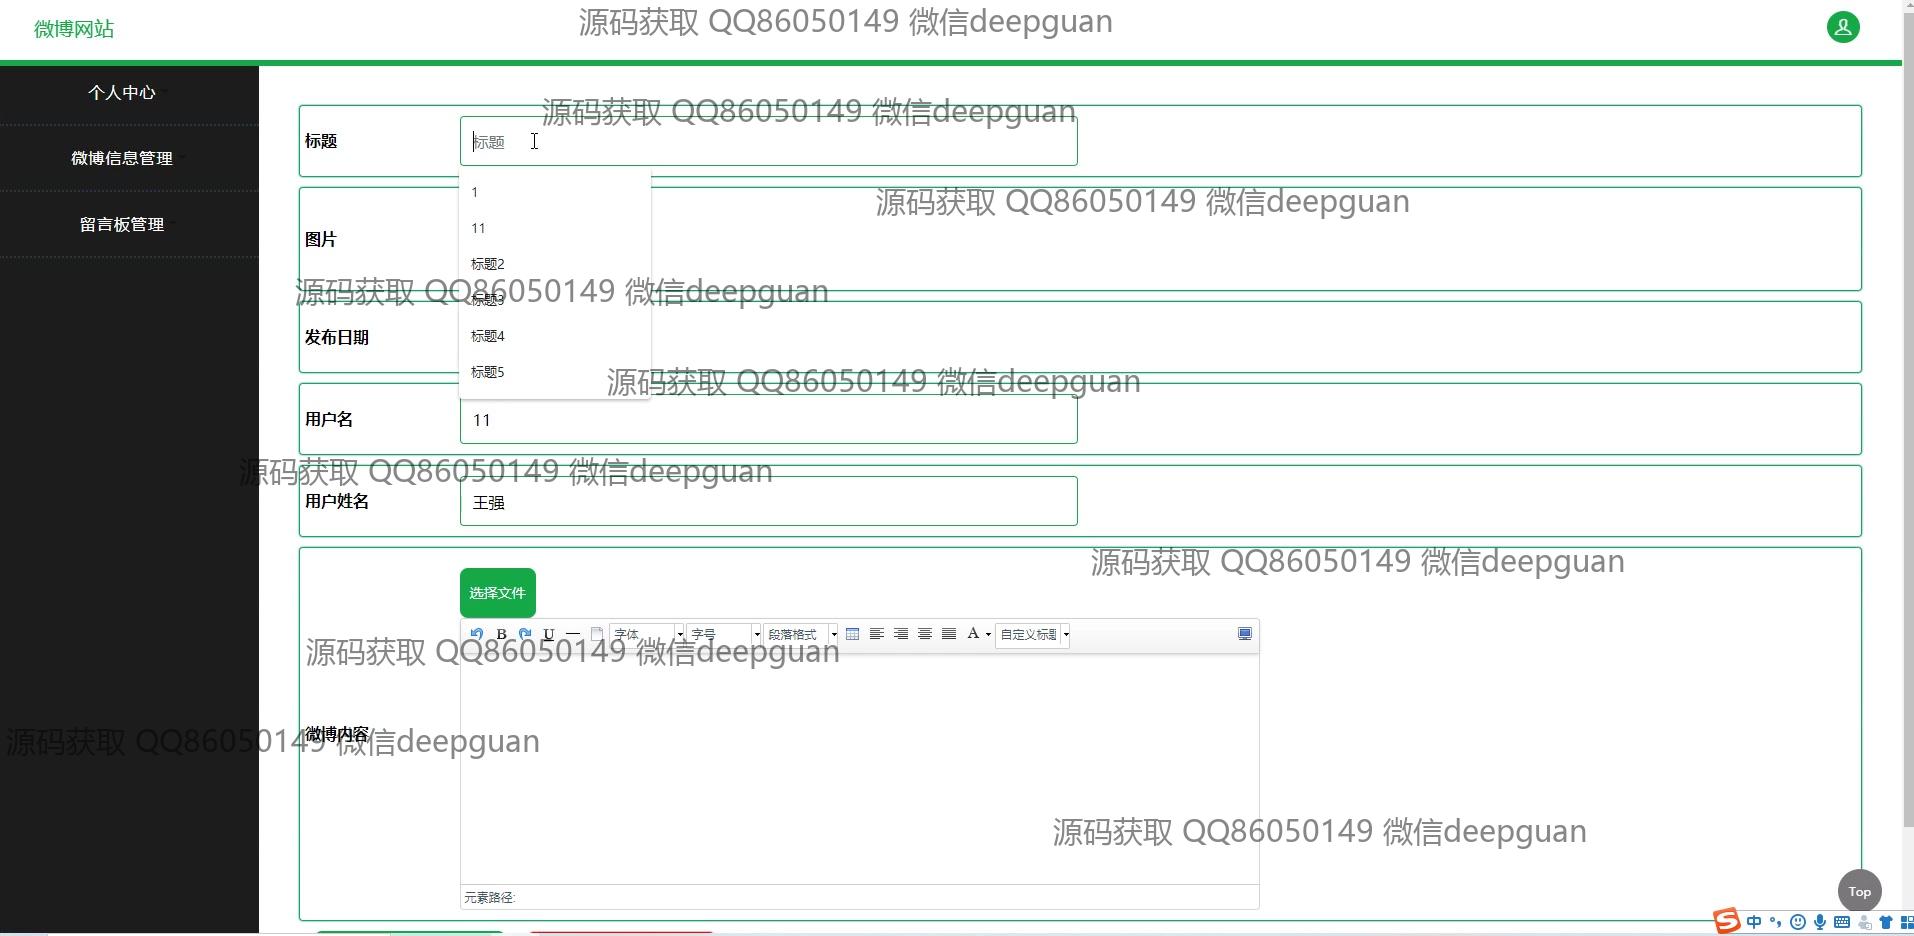 微博网站
源码获取 QQ86050149 微信deepguan
个人中心
微博信息管理
留言板管理
源码获取 QQ86050149 微信deepguan
标题
标题
1
11
标题2
标题3
标题4
标题5
源码获取 QQ86050149 微信deepguan
图片
源码获取 QQ86050149 微信deepguan
发布日期
源码获取 QQ86050149 微信deepguan
用户名
11
源码获取 QQ86050149 微信deepguan
用户姓名
王强
源码获取 QQ86050149 微信deepguan
选择文件
B U 字体 字号 段落格式 A 自定义标题
源码获取 QQ86050149 微信deepguan
微博内容
源码获取 QQ86050149 微信deepguan
源码获取 QQ86050149 微信deepguan
元素路径:
Top
S 中